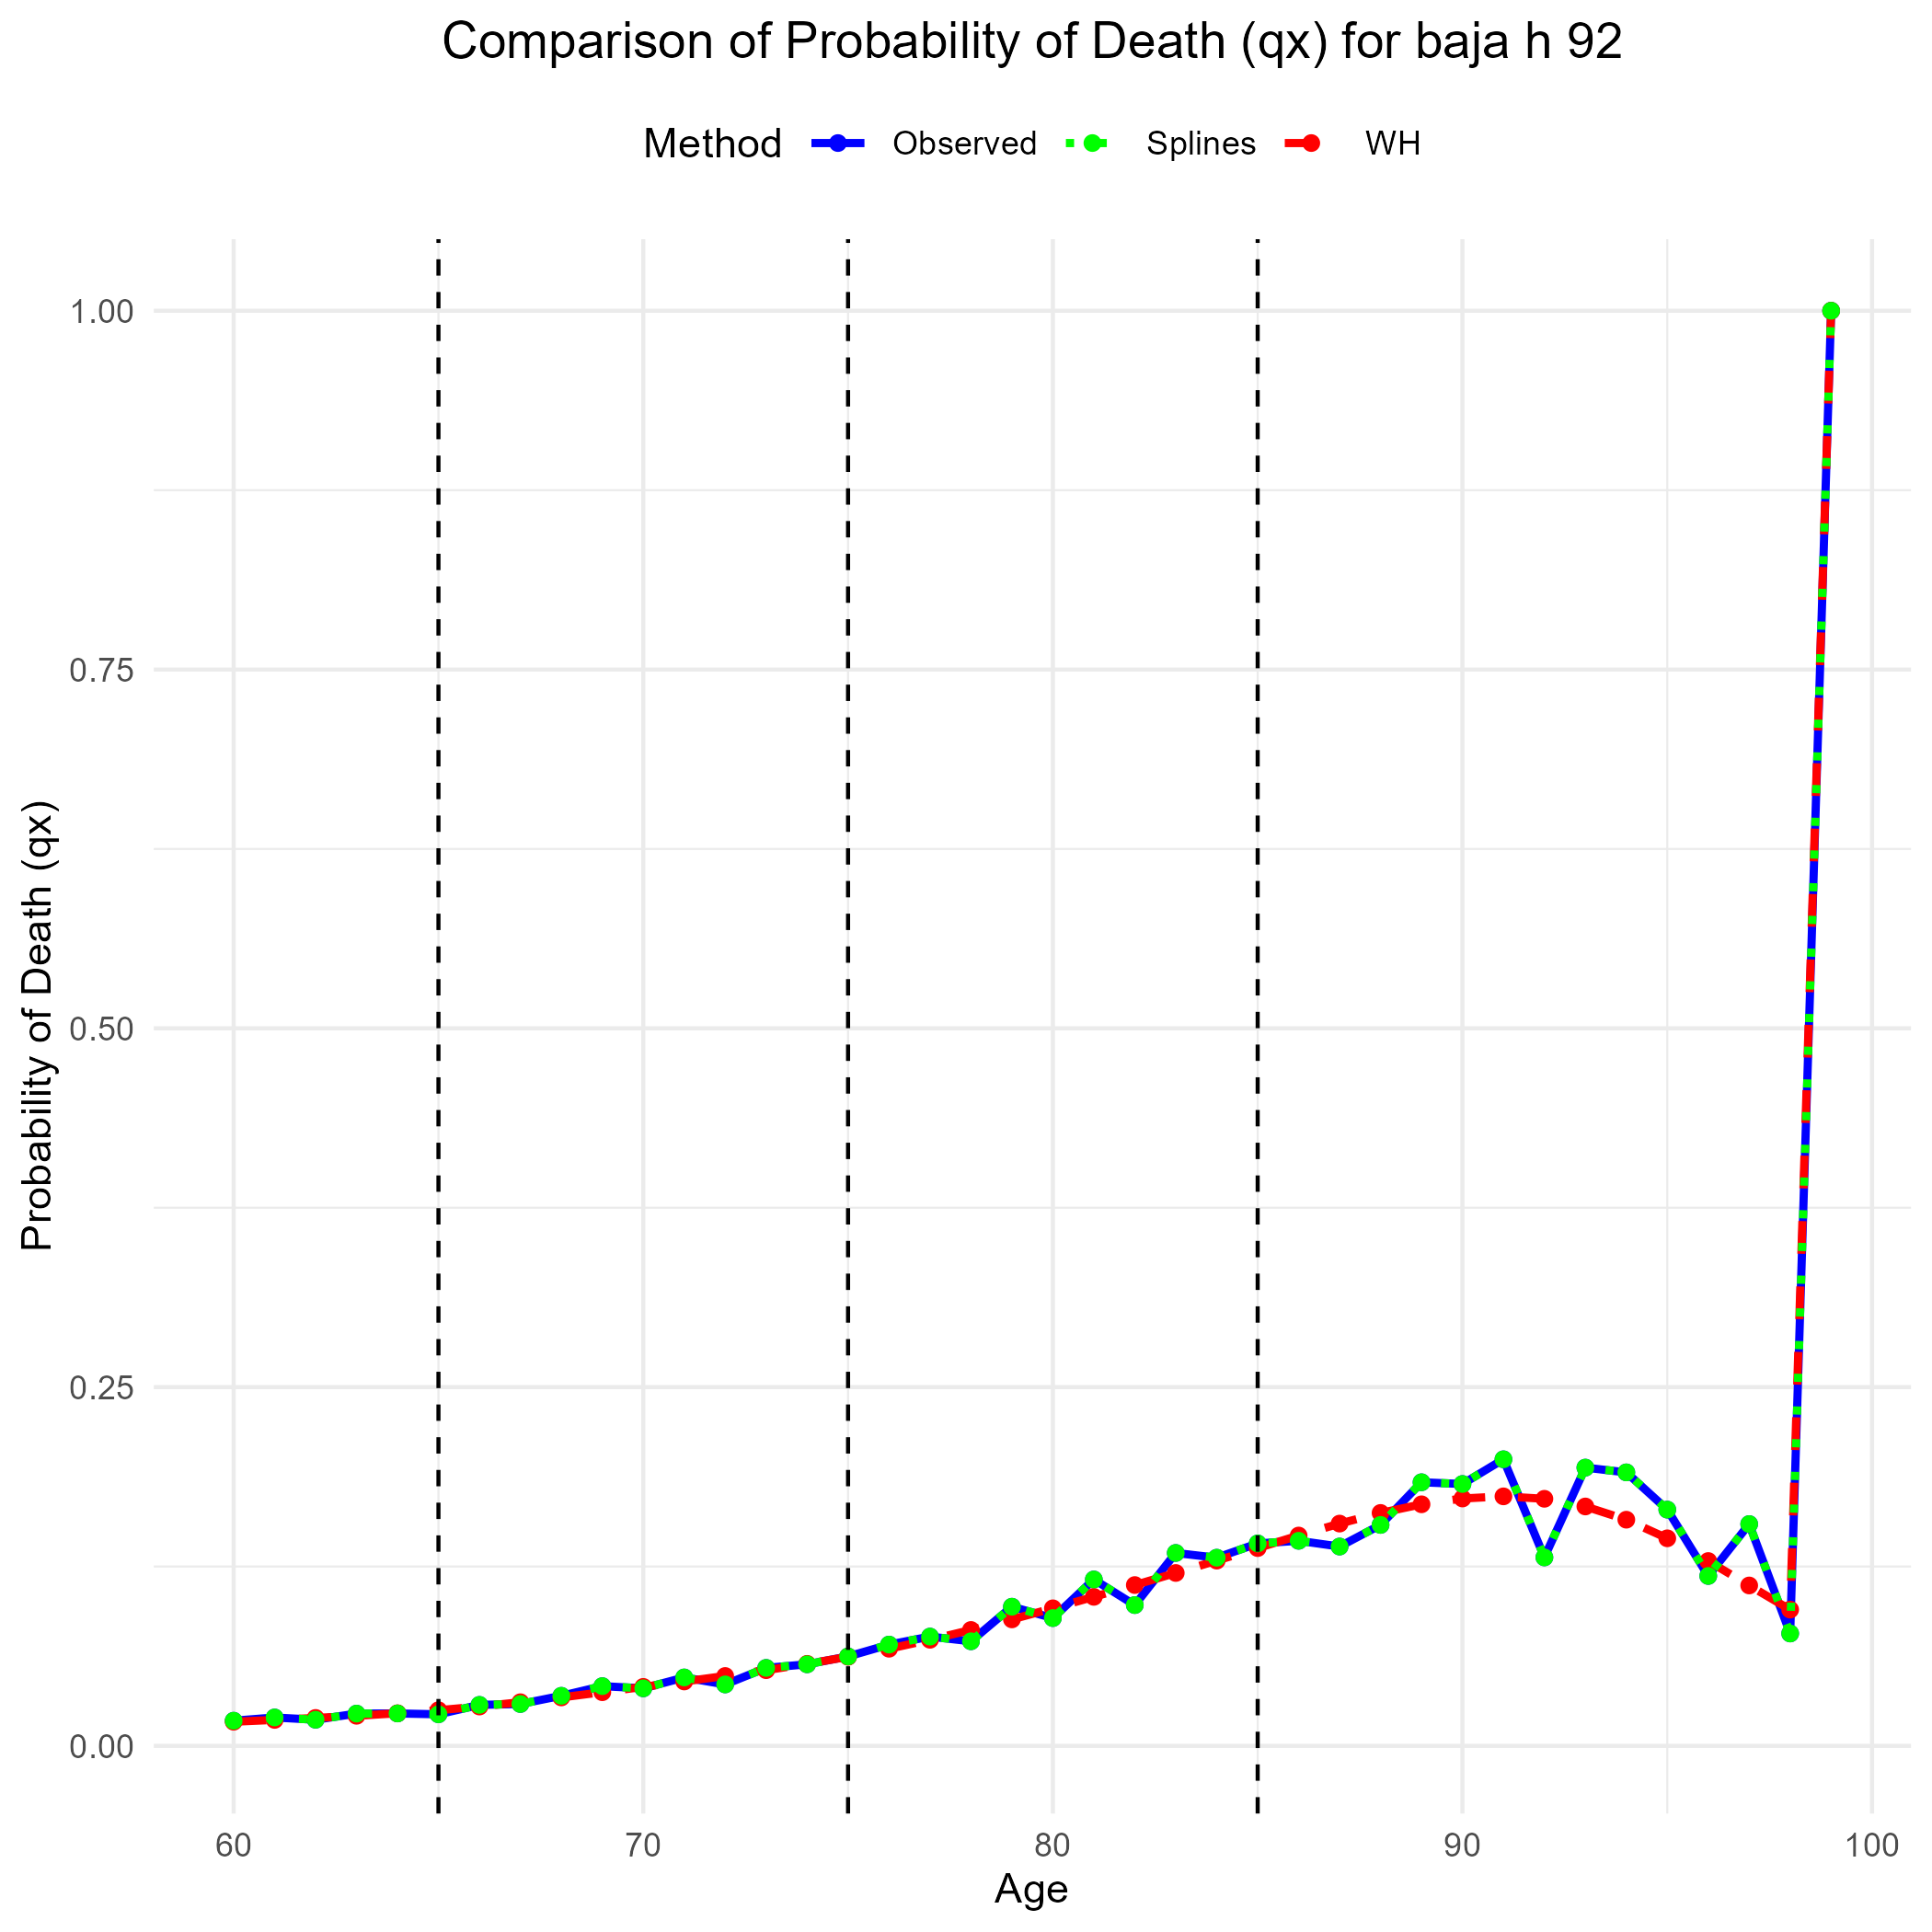 Comparison of Probability of Death (qx) for baja h 92
Method Observed Splines WH
1.00
0.75
0.50
0.25
0.00
Probability of Death (qx)
60 70 80 90 100
Age